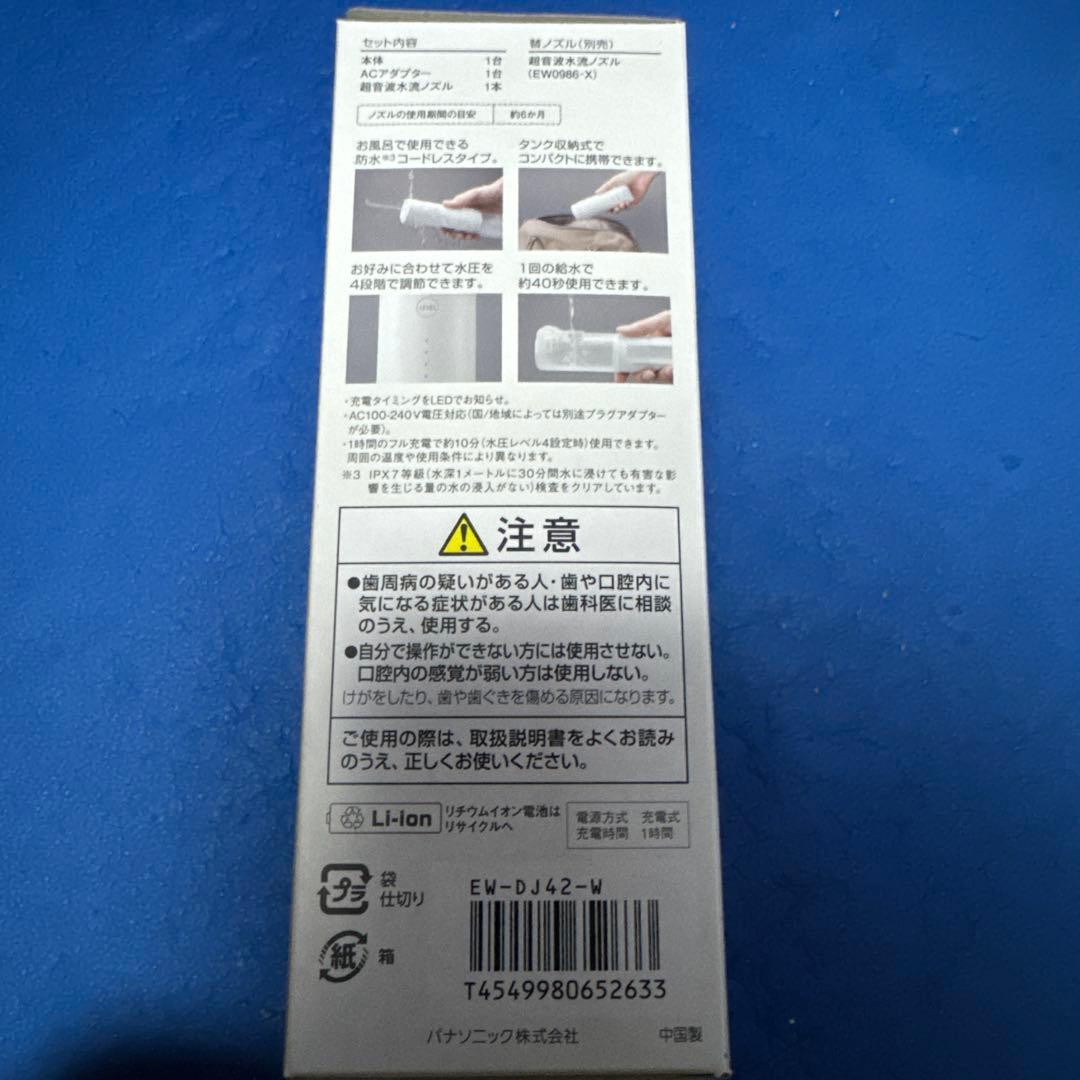 セット内容
本体 1台
ACアダプター 1台
超音波水流ノズル 1本
替ノズル(別売)
超音波水流ノズル
(EW0986-X)
ノズルの使用期間の目安 約6か月
お風呂で使用できる
防水※3コードレスタイプ。
タンク収納式で
コンパクトに携帯できます。
お好みに合わせて水圧を
4段階で調節できます。
1回の給水で
約40秒使用できます。
LEVEL
・充電タイミングをLEDでお知らせ。
・AC100-240V電圧対応(国/地域によっては別途プラグアダプター
が必要)。
・1時間のフル充電で約10分(水圧レベル4設定時)使用できます。
周囲の温度や使用条件により異なります。
※3 IPX7等級(水深1メートルに30分間水に浸けても有害な影
響を生じる量の水の浸入がない)検査をクリアしています。
注意
●歯周病の疑いがある人・歯や口腔内に
気になる症状がある人は歯科医に相談
のうえ、使用する。
●自分で操作ができない方には使用させない。
口腔内の感覚が弱い方は使用しない。
けがをしたり、歯や歯ぐきを傷める原因になります。
ご使用の際は、取扱説明書をよくお読み
のうえ、正しくお使いください。
Li-ion
リチウムイオン電池は
リサイクルへ
電源方式 充電式
充電時間 1時間
プラ
袋
仕切り
紙
箱
EW-DJ42-W
T4549980652633
パナソニック株式会社
中国製